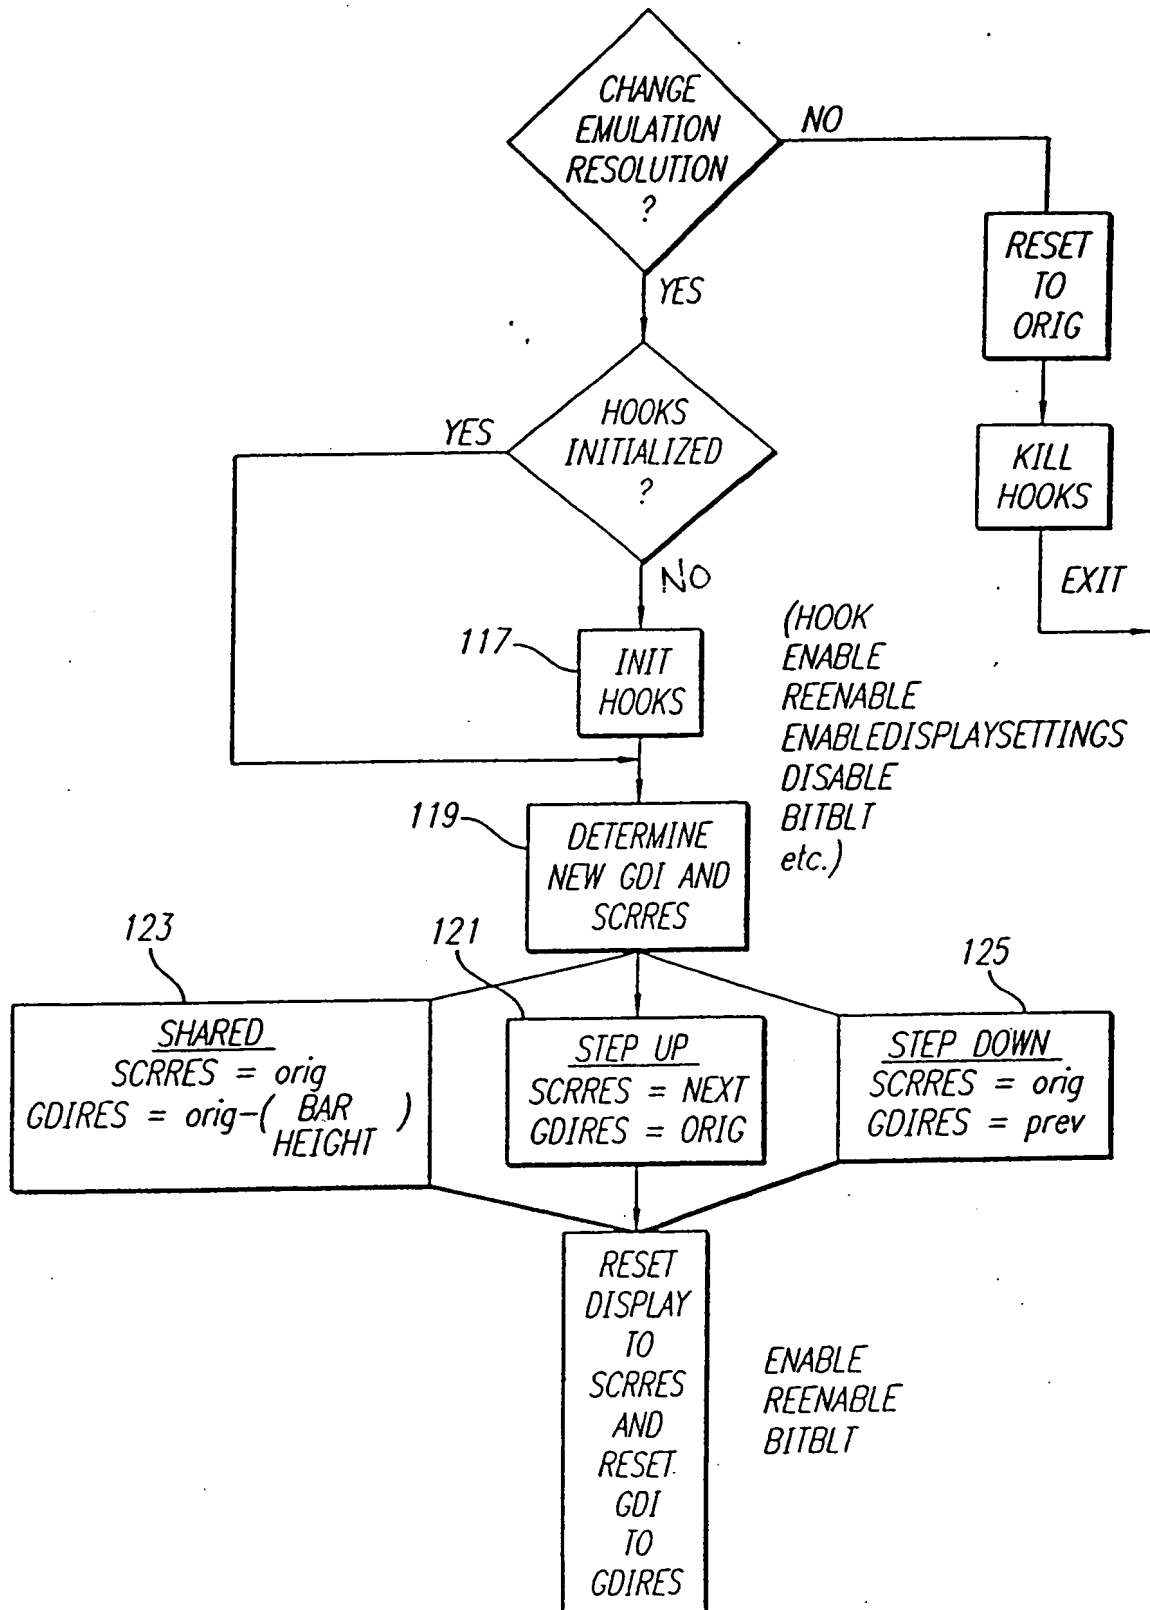 CHANGE
EMULATION
RESOLUTION
?
NO
YES
RESET
TO
ORIG
KILL
HOOKS
EXIT
HOOKS
INITIALIZED
?
YES
NO
117
INIT
HOOKS
(HOOK
ENABLE
REENABLE
ENABLEDISPLAYSETTINGS
DISABLE
BITBLT
etc.)
119
DETERMINE
NEW GDI AND
SCRRES
123
SHARED
SCRRES = orig
GDIRES = orig-( BAR
HEIGHT )
121
STEP UP
SCRRES = NEXT
GDIRES = ORIG
125
STEP DOWN
SCRRES = orig
GDIRES = prev
RESET
DISPLAY
TO
SCRRES
AND
RESET
GDI
TO
GDIRES
ENABLE
REENABLE
BITBLT